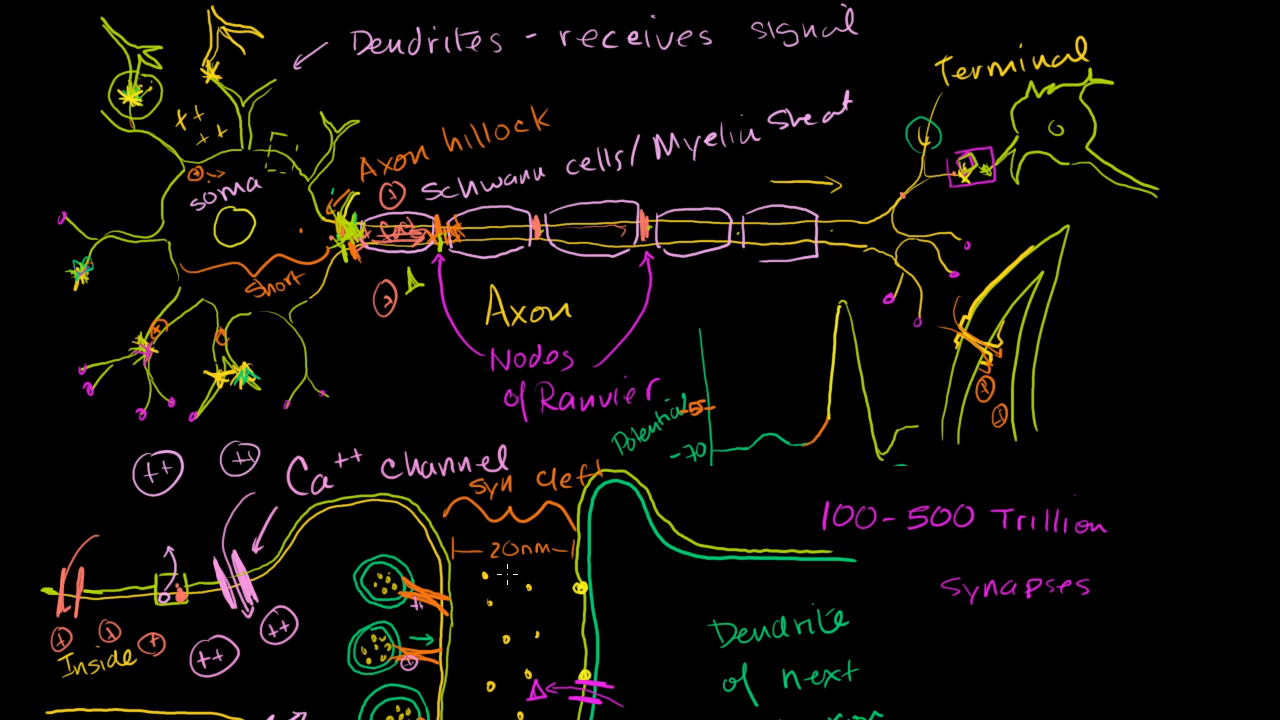 Dendrites - receives signal
Terminal
Axon hillock
Schwann cells/Myelin Sheat
soma
short
Axon
Nodes
of Ranvier
Potential
-55
-70
Ca++ channel
++
++
syn cleft
20nm
100-500 Trillion
synapses
+
+
+
++
++
Inside
Dendrite
of next